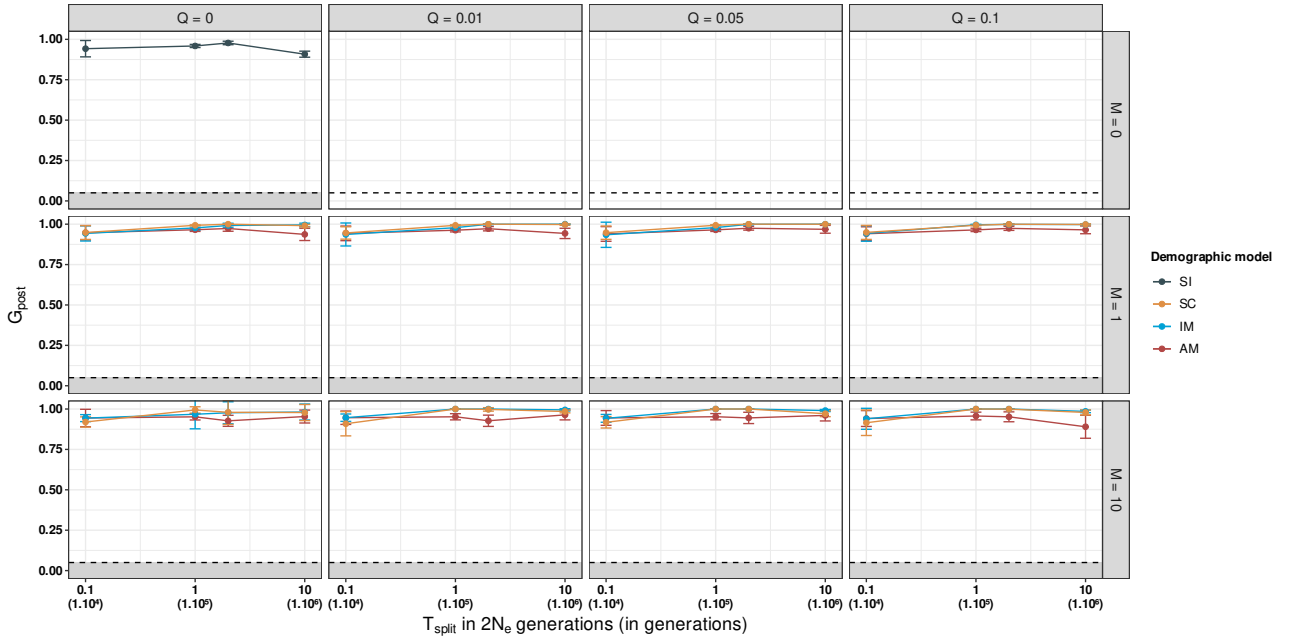 Q = 0
Q = 0.01
Q = 0.05
Q = 0.1
1.00
0.75
0.50
0.25
0.00
M = 0
1.00
0.75
0.50
0.25
0.00
M = 1
1.00
0.75
0.50
0.25
0.00
M = 10
G_post
0.1 1 10 0.1 1 10 0.1 1 10 0.1 1 10
(1.10⁴) (1.10⁵) (1.10⁶) (1.10⁴) (1.10⁵) (1.10⁶) (1.10⁴) (1.10⁵) (1.10⁶) (1.10⁴) (1.10⁵) (1.10⁶)
T_split in 2N_e generations (in generations)
Demographic model
SI
SC
IM
AM